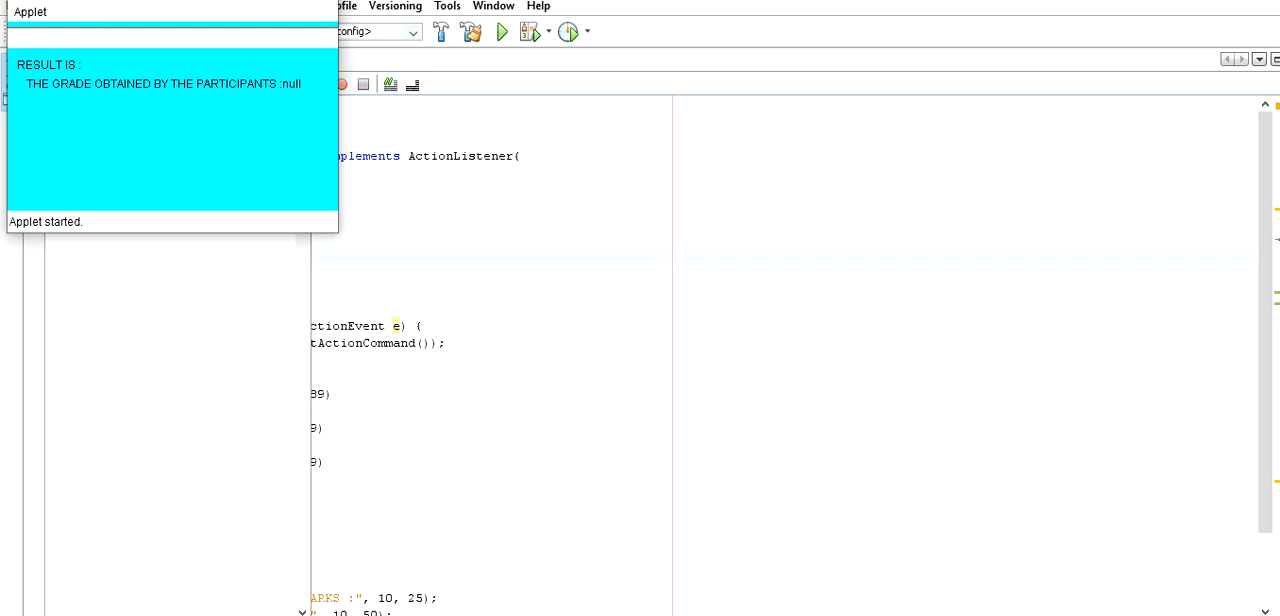 Applet
ofile Versioning Tools Window Help
config>
RESULT IS :
THE GRADE OBTAINED BY THE PARTICIPANTS :null
mplements ActionListener{
Applet started.
ctionEvent e) {
tActionCommand());
89)
9)
9)
ARKS :", 10, 25);
", 10, 50);